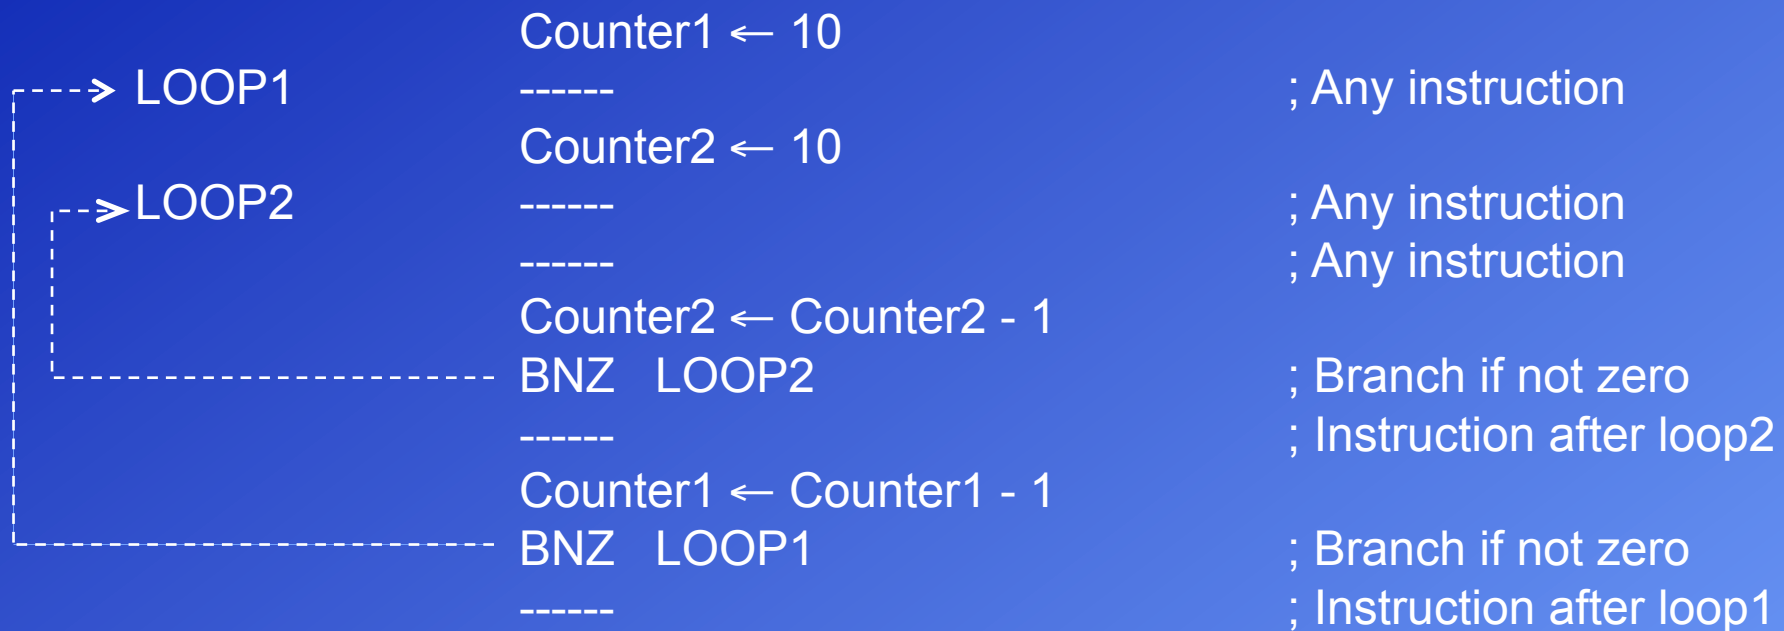 Counter1 ← 10
LOOP1 ------ ; Any instruction
Counter2 ← 10
LOOP2 ------ ; Any instruction
------ ; Any instruction
Counter2 ← Counter2 - 1
BNZ LOOP2 ; Branch if not zero
------ ; Instruction after loop2
Counter1 ← Counter1 - 1
BNZ LOOP1 ; Branch if not zero
------ ; Instruction after loop1